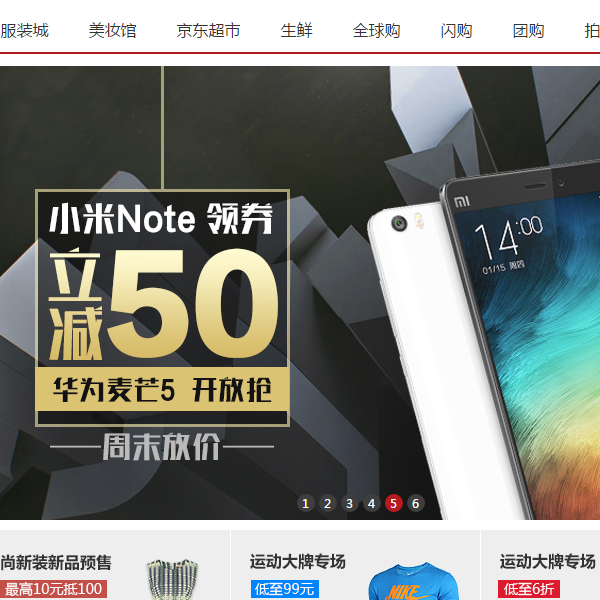 服装城 美妆馆 京东超市 生鲜 全球购 闪购 团购 拍
小米Note 领券
立减50
华为麦芒5 开放抢
周末放价
mi
14:00
01/15 周四
1 2 3 4 5 6
尚新装新品预售
最高10元抵100
运动大牌专场
低至99元
NIKE
运动大牌专场
低至6折